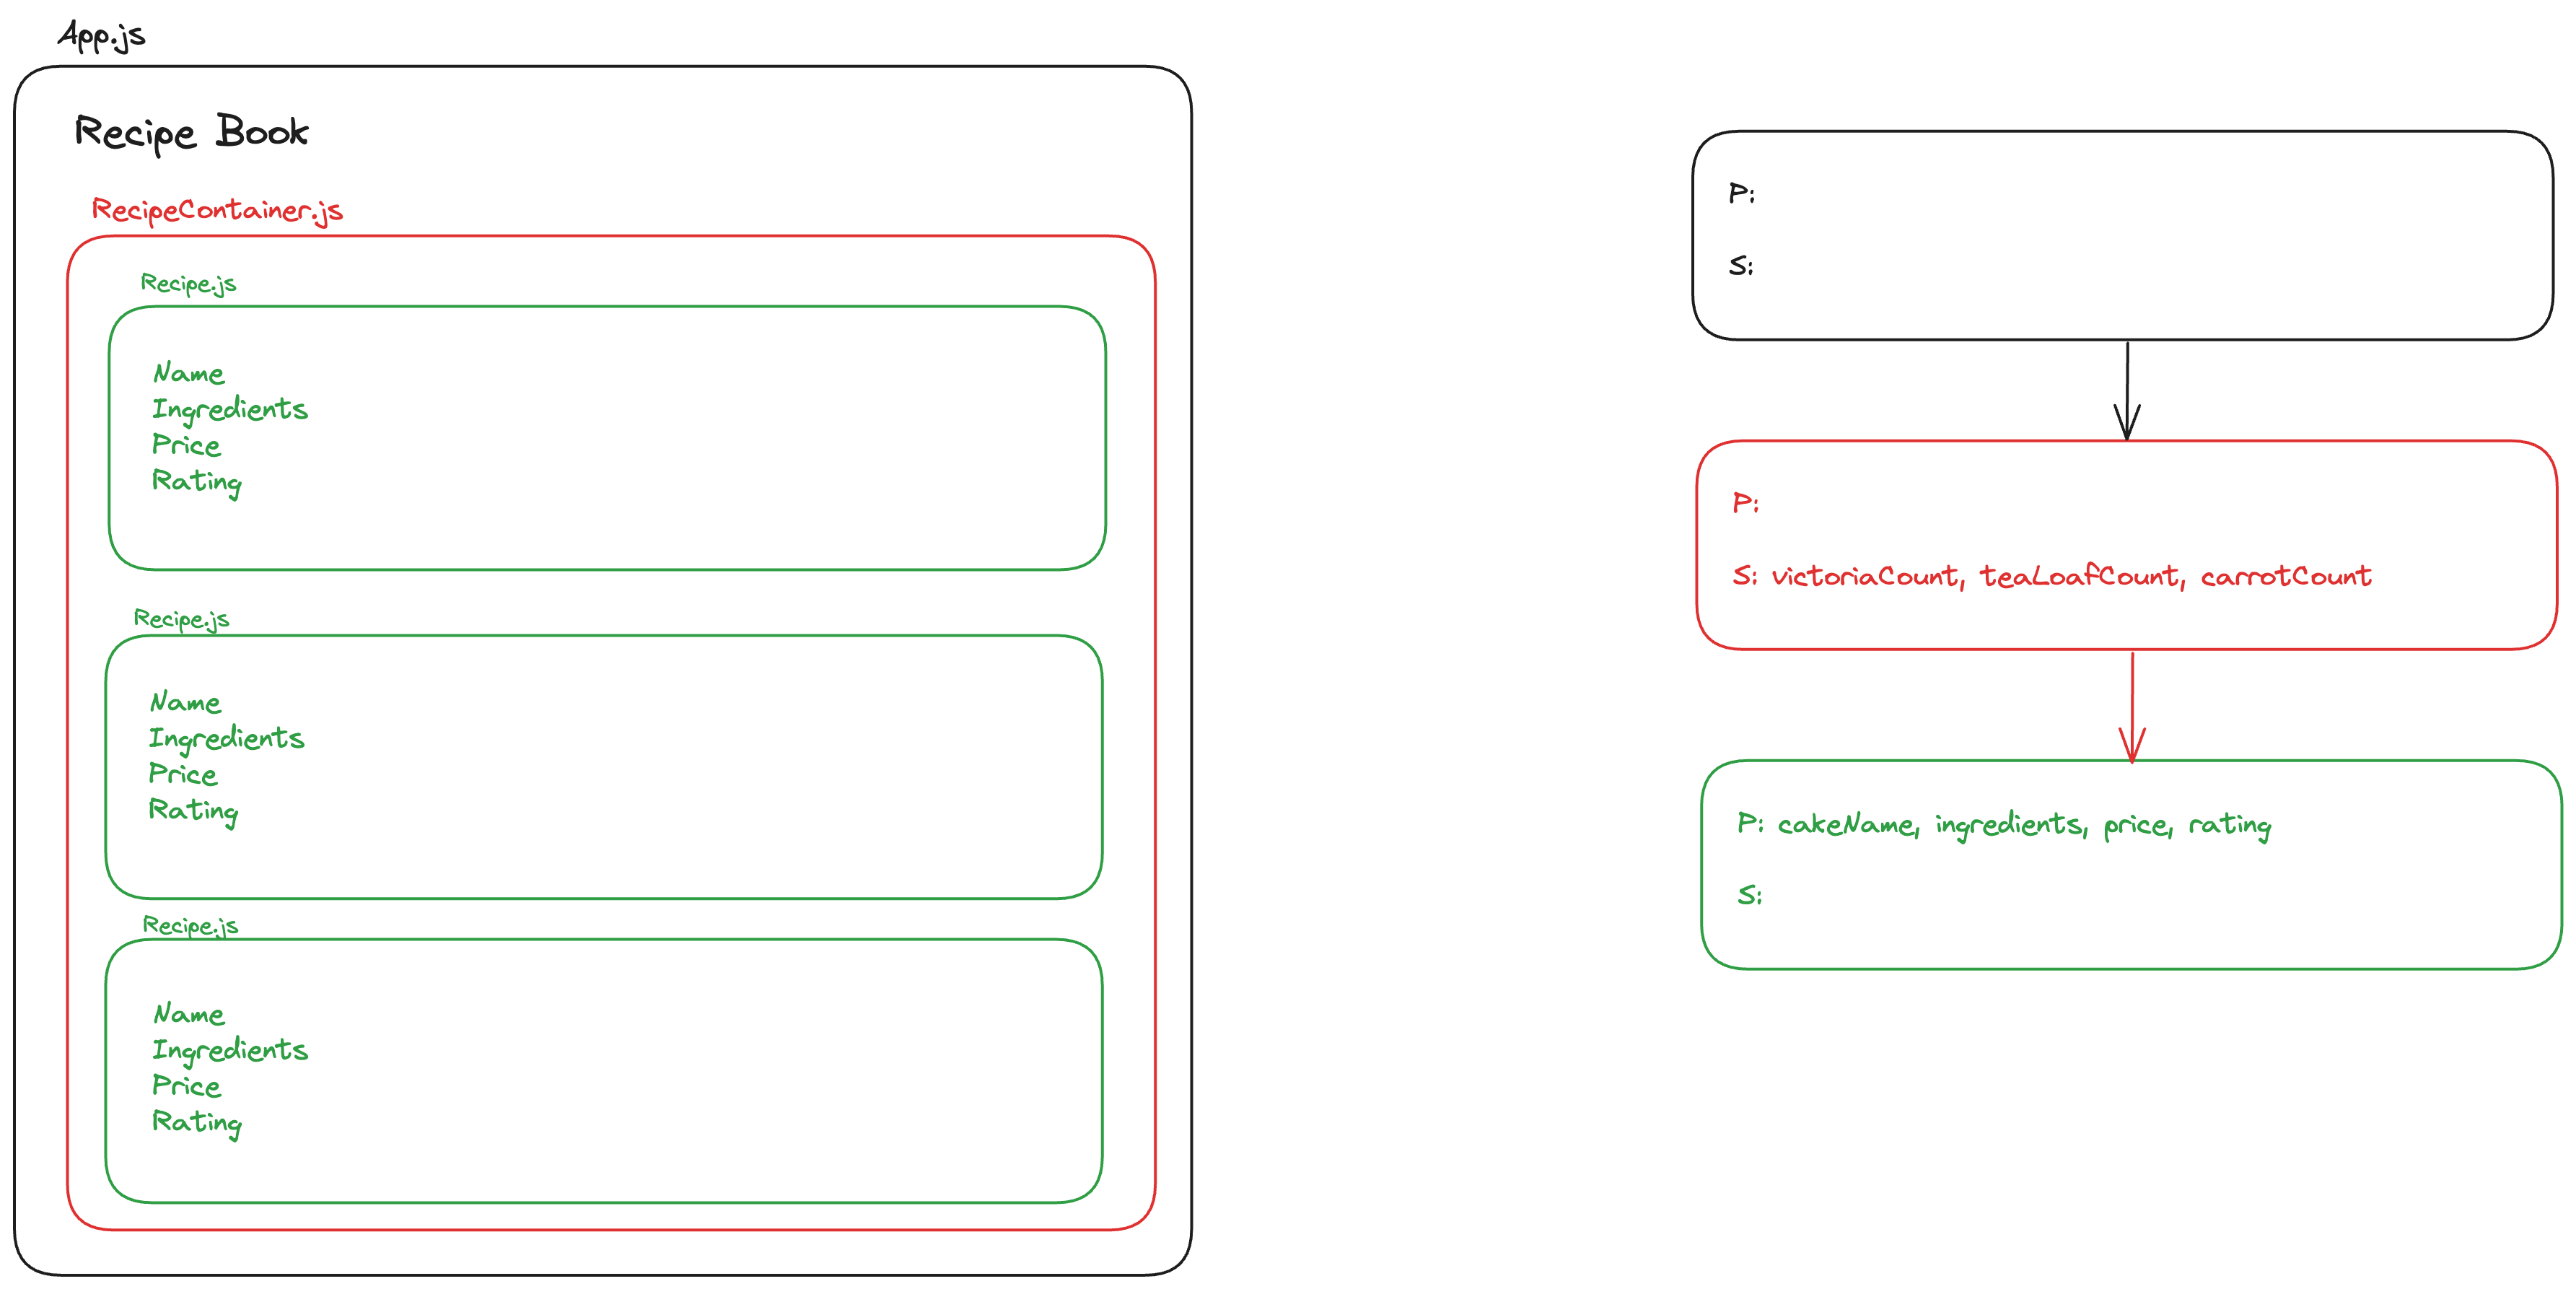 App.js
Recipe Book
RecipeContainer.js
Recipe.js
Name
Ingredients
Price
Rating
Recipe.js
Name
Ingredients
Price
Rating
Recipe.js
Name
Ingredients
Price
Rating
P:
S:
P:
S: victoriaCount, teaLoafCount, carrotCount
P: cakeName, ingredients, price, rating
S: